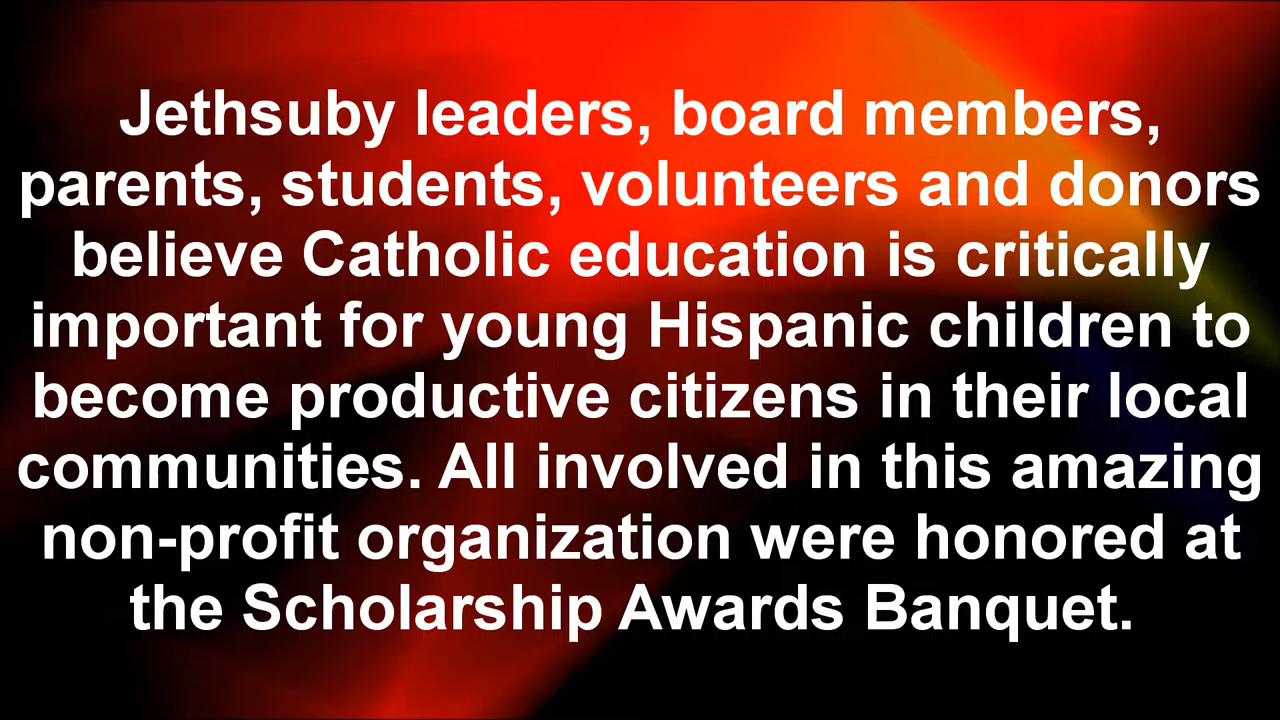 Jethsuby leaders, board members,
parents, students, volunteers and donors
believe Catholic education is critically
important for young Hispanic children to
become productive citizens in their local
communities. All involved in this amazing
non-profit organization were honored at
the Scholarship Awards Banquet.